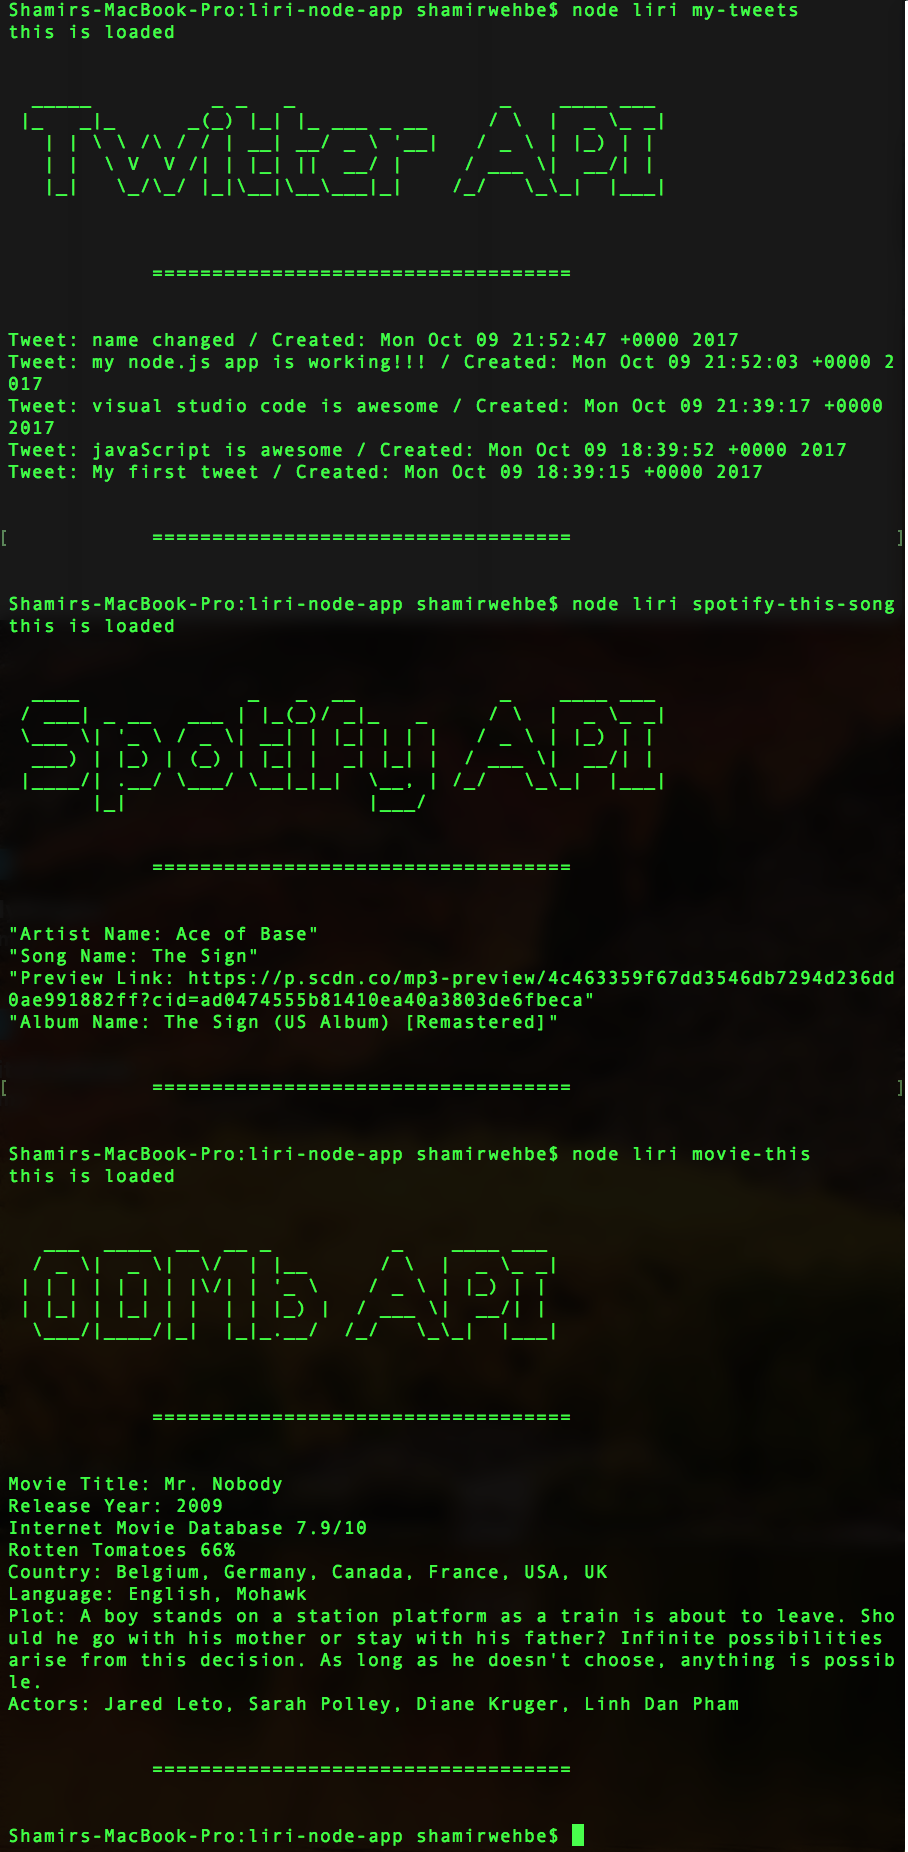 Shamirs-MacBook-Pro:liri-node-app shamirwehbe$ node liri my-tweets
this is loaded
Twitter API
===================================
Tweet: name changed / Created: Mon Oct 09 21:52:47 +0000 2017
Tweet: my node.js app is working!!! / Created: Mon Oct 09 21:52:03 +0000 2
017
Tweet: visual studio code is awesome / Created: Mon Oct 09 21:39:17 +0000
2017
Tweet: javaScript is awesome / Created: Mon Oct 09 18:39:52 +0000 2017
Tweet: My first tweet / Created: Mon Oct 09 18:39:15 +0000 2017
[ =================================== ]
Shamirs-MacBook-Pro:liri-node-app shamirwehbe$ node liri spotify-this-song
this is loaded
Spotify API
===================================
"Artist Name: Ace of Base"
"Song Name: The Sign"
"Preview Link: https://p.scdn.co/mp3-preview/4c463359f67dd3546db7294d236dd
0ae991882ff?cid=ad0474555b81410ea40a3803de6fbeca"
"Album Name: The Sign (US Album) [Remastered]"
[ =================================== ]
Shamirs-MacBook-Pro:liri-node-app shamirwehbe$ node liri movie-this
this is loaded
ODMb API
===================================
Movie Title: Mr. Nobody
Release Year: 2009
Internet Movie Database 7.9/10
Rotten Tomatoes 66%
Country: Belgium, Germany, Canada, France, USA, UK
Language: English, Mohawk
Plot: A boy stands on a station platform as a train is about to leave. Sho
uld he go with his mother or stay with his father? Infinite possibilities
arise from this decision. As long as he doesn't choose, anything is possib
le.
Actors: Jared Leto, Sarah Polley, Diane Kruger, Linh Dan Pham
===================================
Shamirs-MacBook-Pro:liri-node-app shamirwehbe$